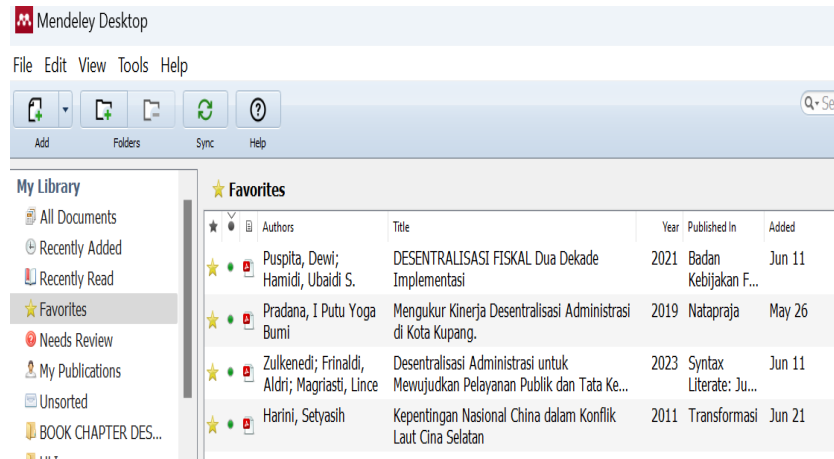 Mendeley Desktop
File Edit View Tools Help
Add Folders Sync Help
My Library
All Documents
Recently Added
Recently Read
Favorites
Needs Review
My Publications
Unsorted
BOOK CHAPTER DES...
Favorites
Authors Title Year Published In Added
Puspita, Dewi; DESENTRALISASI FISKAL Dua Dekade 2021 Badan Jun 11
Hamidi, Ubaidi S. Implementasi Kebijakan F...
Pradana, I Putu Yoga Mengukur Kinerja Desentralisasi Administrasi 2019 Natapraja May 26
Bumi di Kota Kupang.
Zulkenedi; Frinaldi, Desentralisasi Administrasi untuk 2023 Syntax Jun 11
Aldri; Magriasti, Lince Mewujudkan Pelayanan Publik dan Tata Ke... Literate: Ju...
Harini, Setyasih Kepentingan Nasional China dalam Konflik 2011 Transformasi Jun 21
Laut Cina Selatan